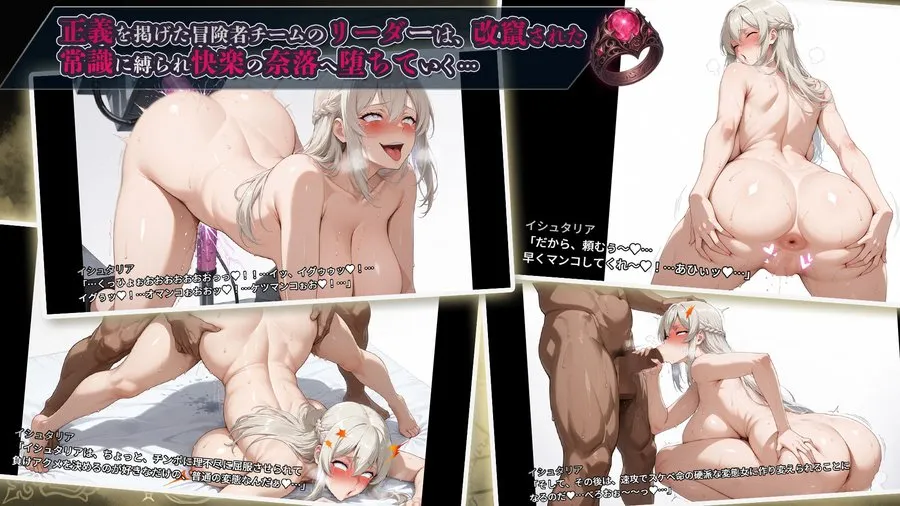 正義を掲げた冒険者チームのリーダーは、改竄された
常識に縛られ快楽の奈落へ堕ちていく…
イシュタリア
「…くっひょぉおおおおおおおっっ♥！！…イッ、イグゥゥッ♥！…
イグぅっ♥！…オマンコぉおおッ♥！…ケツマンコぉお♥！…」
イシュタリア
「だから、頼むぅ～♥…
早くマンコしてくれ～♥！…あひぃッ♥…」
イシュタリア
「イシュタリアは、ちょっと、チンポに理不尽に屈服させられて
負けアクメを決めるのが好きなだけの、普通の変態なんだぁ♥…」
イシュタリア
「そして、その後は、速攻でスケベ命の硬派な変態女に作り変えられることに
なるのだ♥…べろおぉ～～っ♥…」